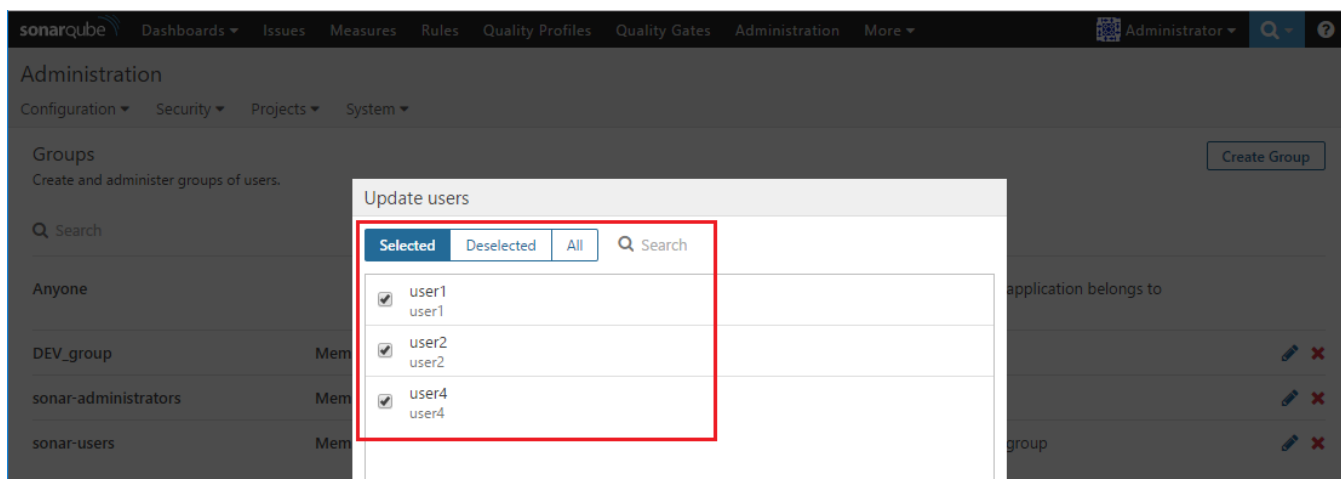 sonarqube Dashboards Issues Measures Rules Quality Profiles Quality Gates Administration More Administrator
Administration
Configuration Security Projects System
Groups
Create Group
Create and administer groups of users.
Update users
Search
Selected Deselected All Search
Anyone
user1
user1
application belongs to
DEV_group Mem
user2
user2
sonar-administrators Mem
user4
user4
sonar-users Mem
group